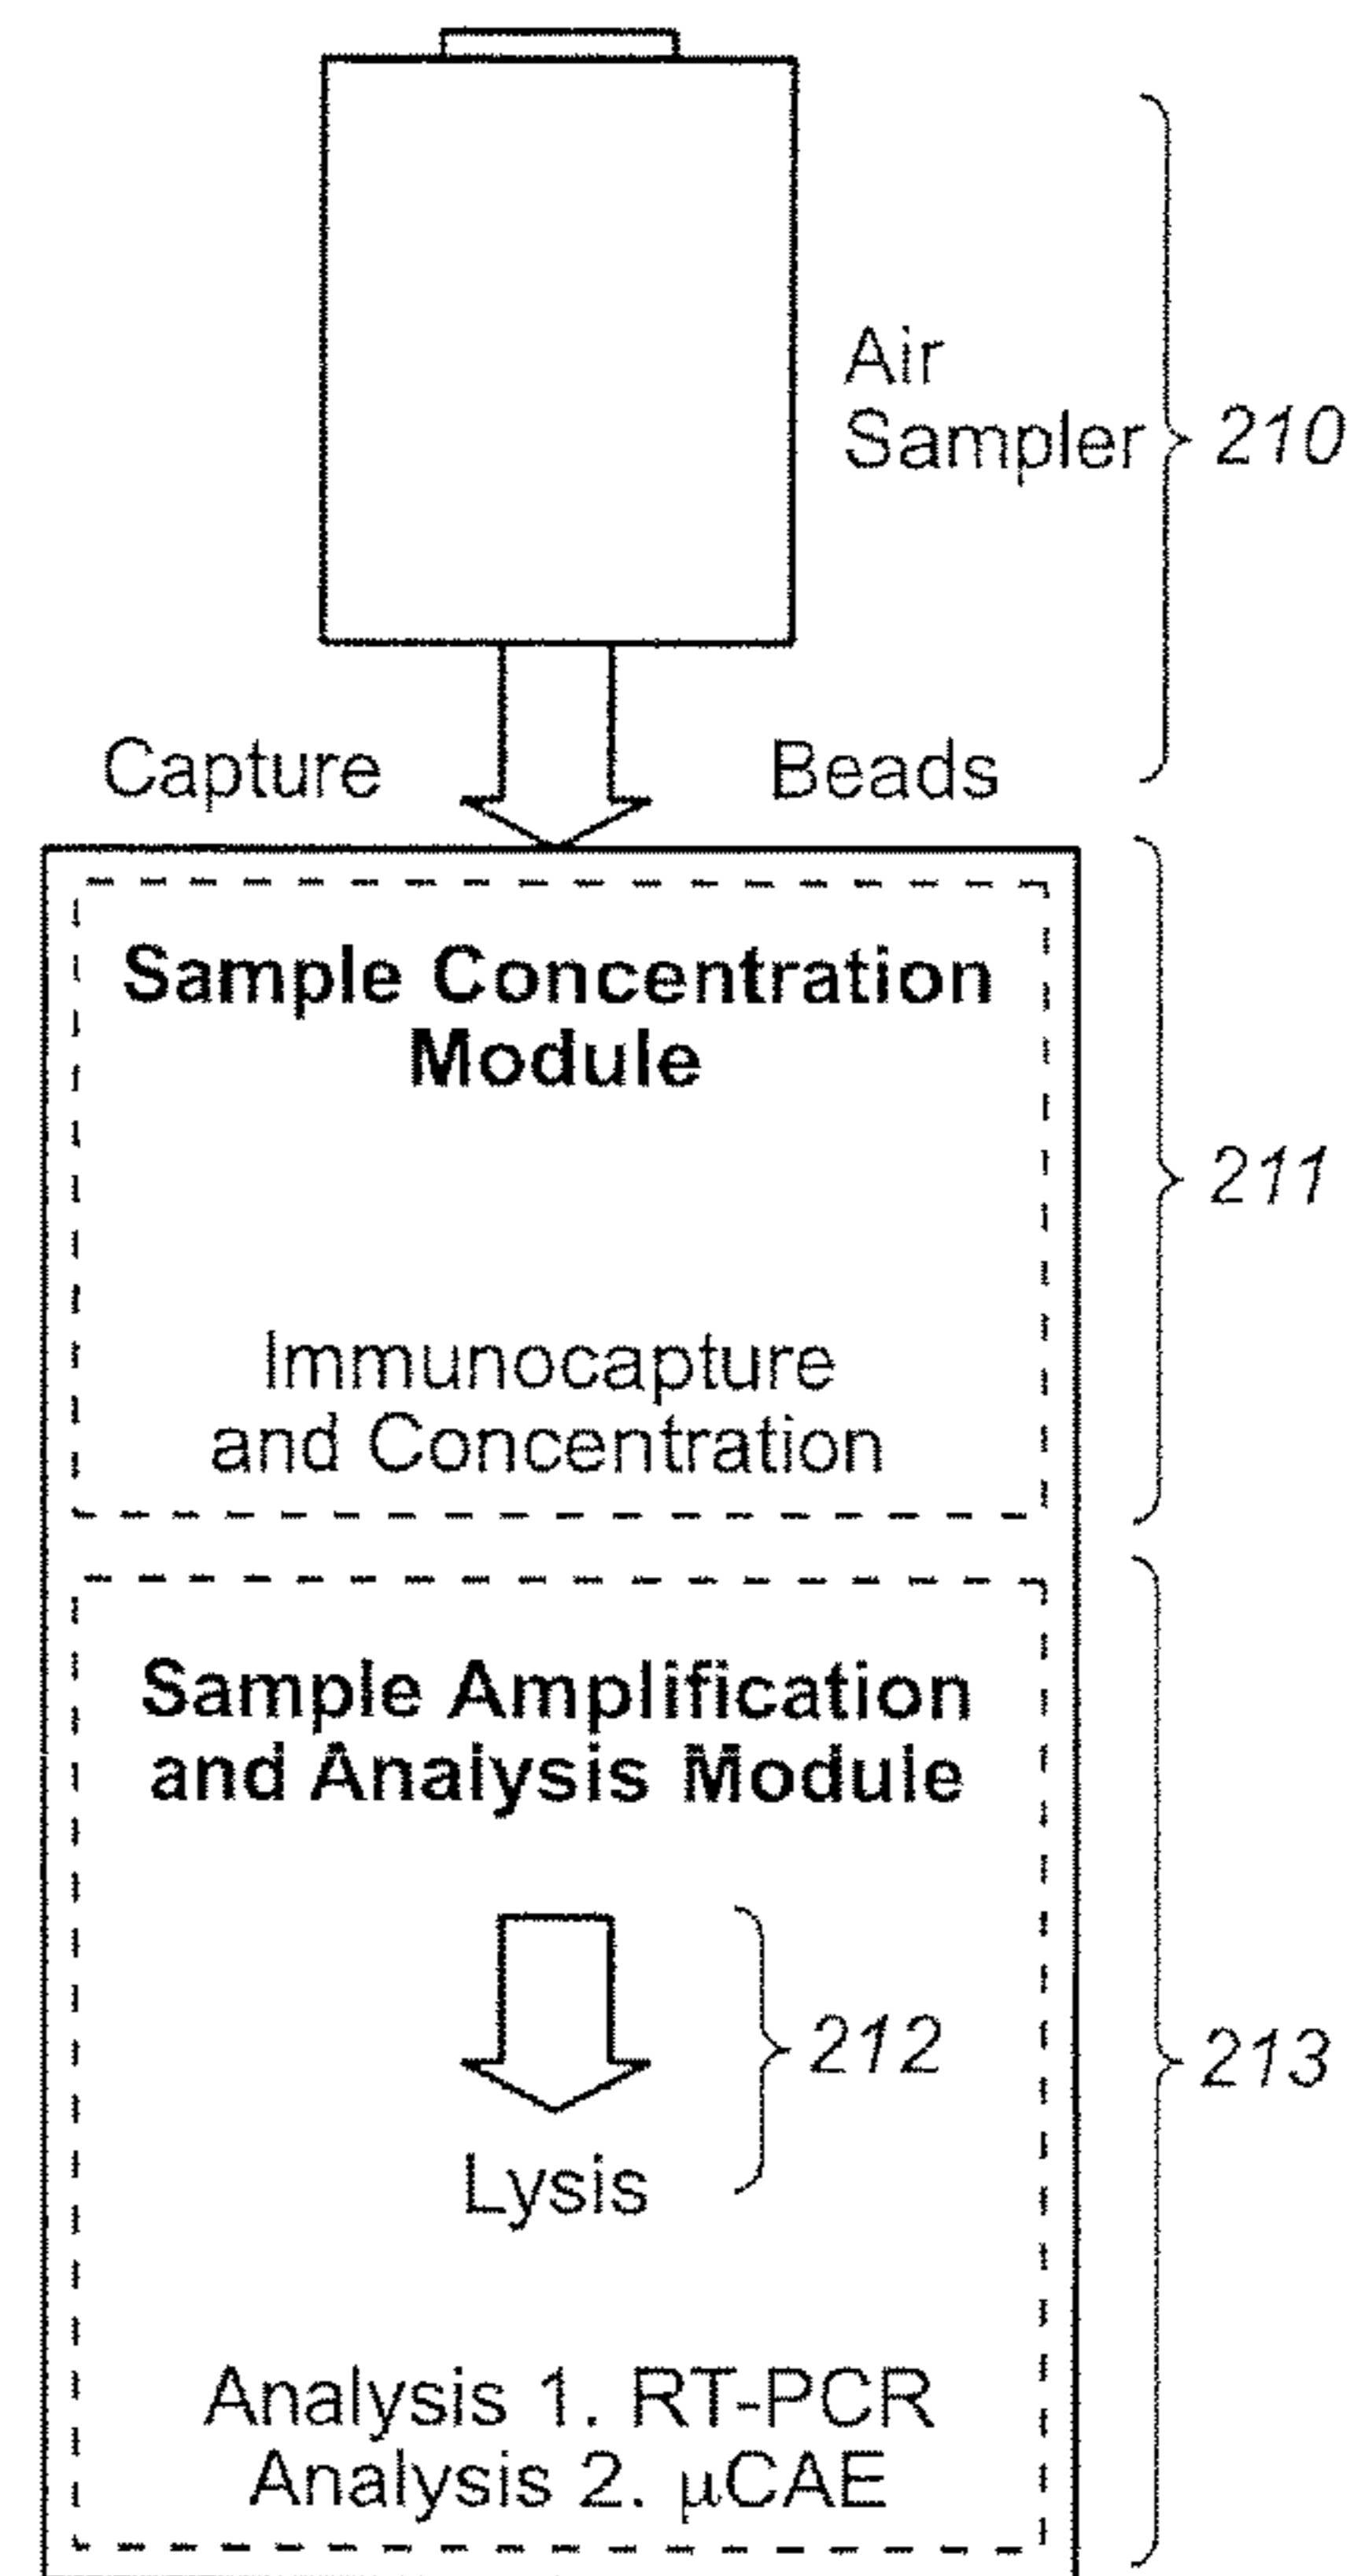 Air
Sampler
210
Capture
Beads
Sample Concentration
Module
211
Immunocapture
and Concentration
Sample Amplification
and Analysis Module
212
213
Lysis
Analysis 1. RT-PCR
Analysis 2. μCAE